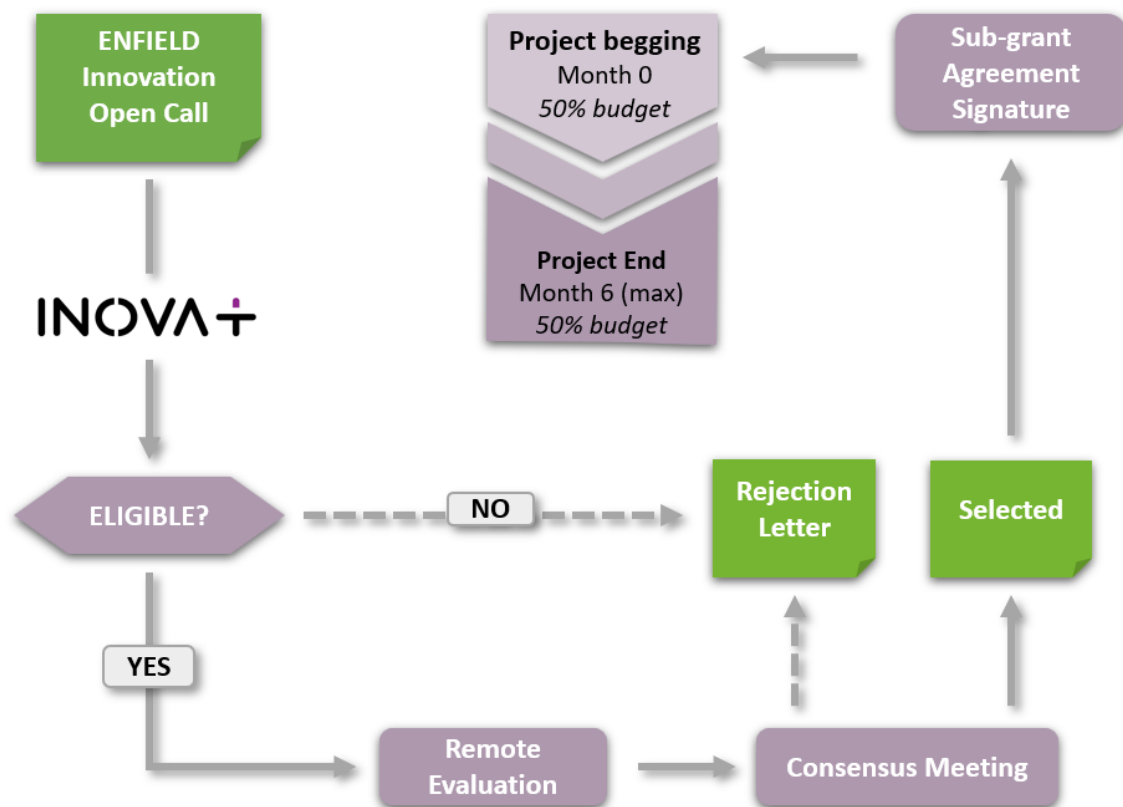 ENFIELD
Innovation
Open Call
Project begging
Month 0
50% budget
Sub-grant
Agreement
Signature
Project End
Month 6 (max)
50% budget
INOVA+
ELIGIBLE?
NO
Rejection
Letter
Selected
YES
Remote
Evaluation
Consensus Meeting